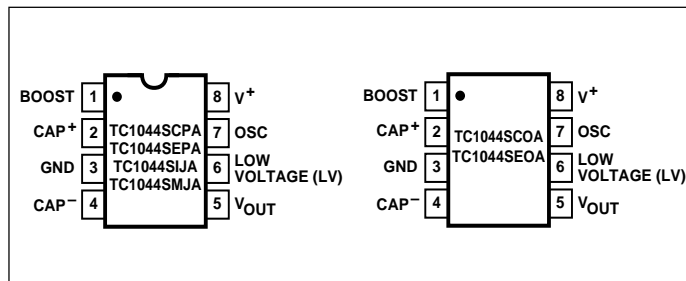 BOOST 1 8 V+
CAP+ 2 TC1044SCPA 7 OSC
TC1044SEPA
GND 3 TC1044SIJA 6 LOW
VOLTAGE (LV)
TC1044SMJA
CAP– 4 5 VOUT
BOOST 1 8 V+
CAP+ 2 TC1044SCOA 7 OSC
TC1044SEOA
GND 3 6 LOW
VOLTAGE (LV)
CAP– 4 5 VOUT